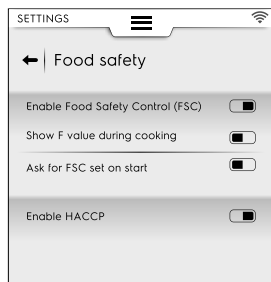 SETTINGS
Food safety
Enable Food Safety Control (FSC)
Show F value during cooking
Ask for FSC set on start
Enable HACCP